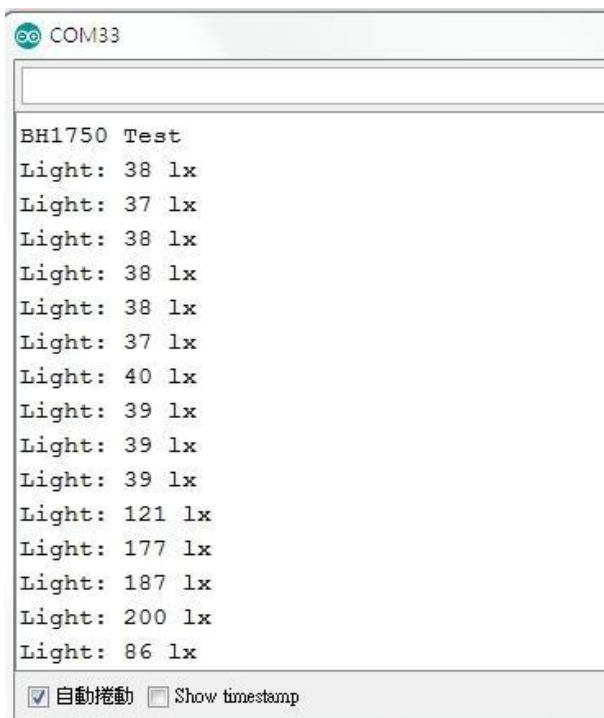 COM33
BH1750 Test
Light: 38 lx
Light: 37 lx
Light: 38 lx
Light: 38 lx
Light: 38 lx
Light: 37 lx
Light: 40 lx
Light: 39 lx
Light: 39 lx
Light: 39 lx
Light: 121 lx
Light: 177 lx
Light: 187 lx
Light: 200 lx
Light: 86 lx
自動捲動 Show timestamp